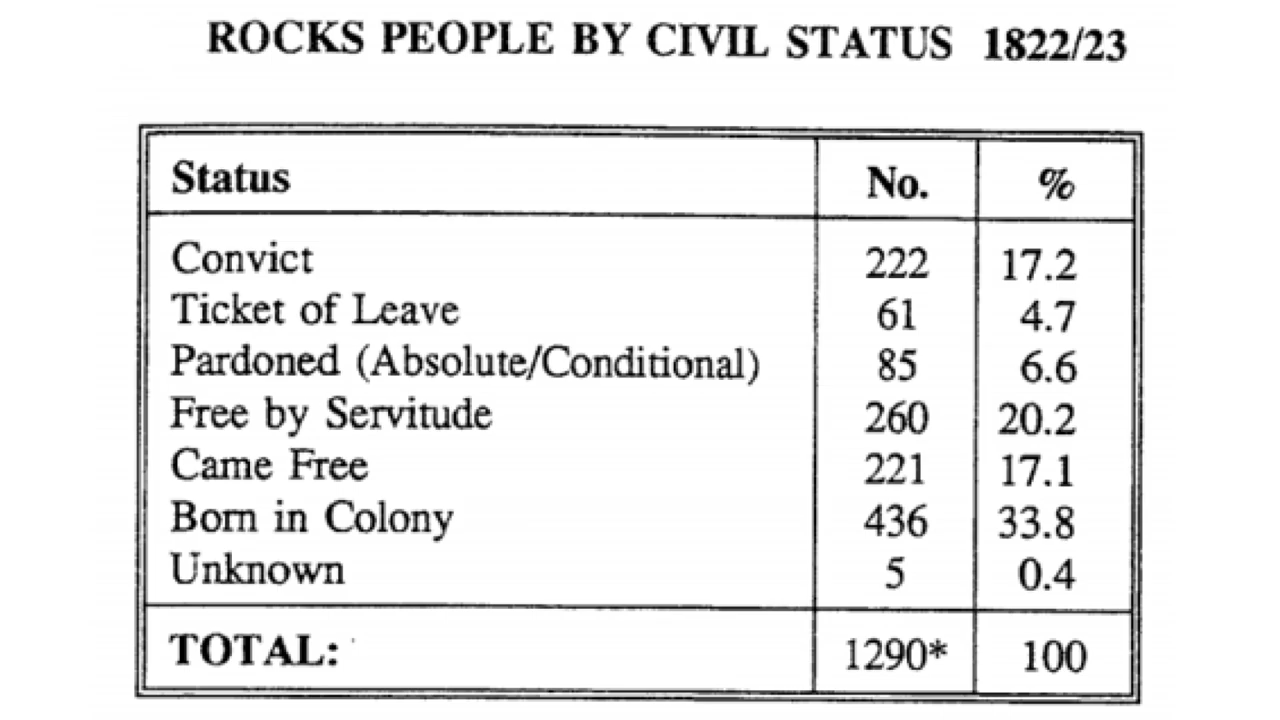 ROCKS PEOPLE BY CIVIL STATUS 1822/23
Status No. %
Convict 222 17.2
Ticket of Leave 61 4.7
Pardoned (Absolute/Conditional) 85 6.6
Free by Servitude 260 20.2
Came Free 221 17.1
Born in Colony 436 33.8
Unknown 5 0.4
TOTAL: 1290* 100